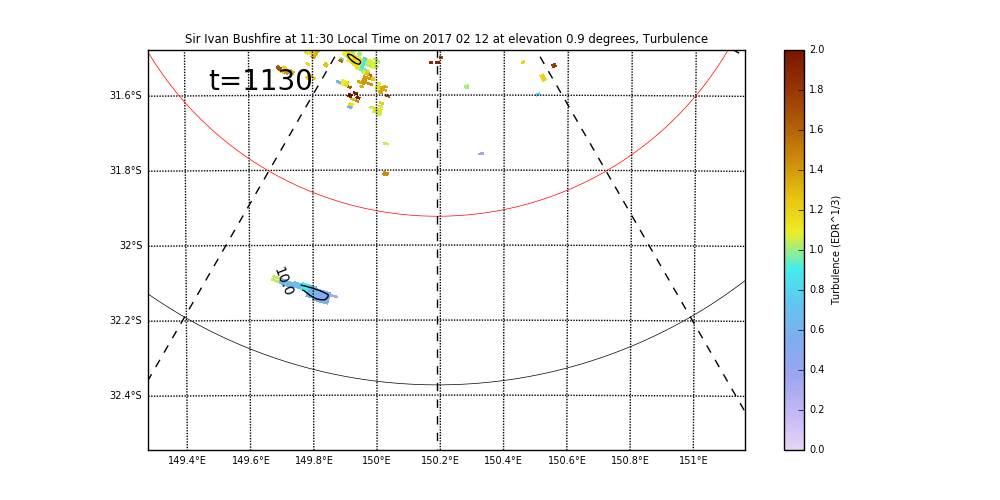 Sir Ivan Bushfire at 11:30 Local Time on 2017 02 12 at elevation 0.9 degrees, Turbulence
t=1130
31.6°S
31.8°S
32°S
32.2°S
32.4°S
10.0
149.4°E 149.6°E 149.8°E 150°E 150.2°E 150.4°E 150.6°E 150.8°E 151°E
2.0
1.8
1.6
1.4
1.2
1.0
0.8
0.6
0.4
0.2
0.0
Turbulence (EDR^1/3)